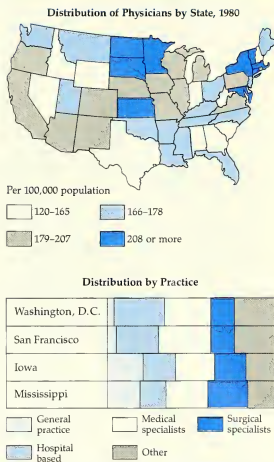 Distribution of Physicians by State, 1980
Per 100,000 population
120–165
166–178
179–207
208 or more
Distribution by Practice
Washington, D.C.
San Francisco
Iowa
Mississippi
General
practice
Medical
specialists
Surgical
specialists
Hospital
based
Other